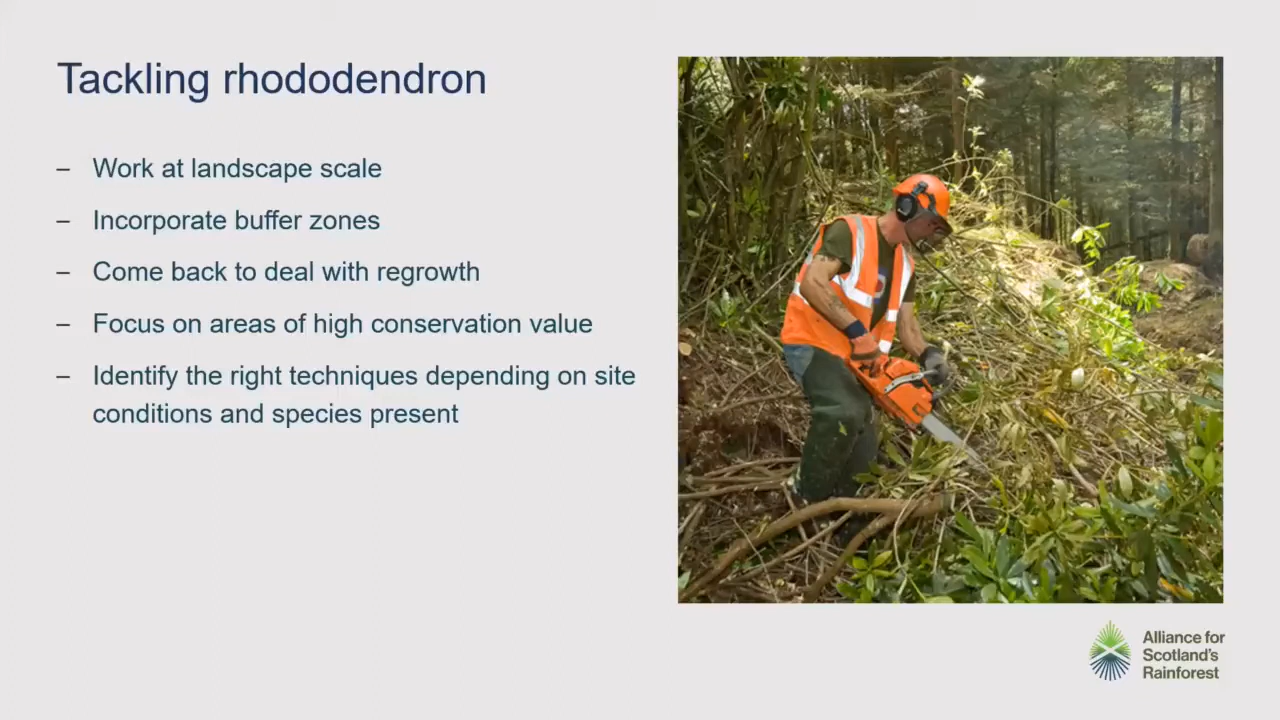 Tackling rhododendron
– Work at landscape scale
– Incorporate buffer zones
– Come back to deal with regrowth
– Focus on areas of high conservation value
– Identify the right techniques depending on site
conditions and species present
Alliance for
Scotland's
Rainforest